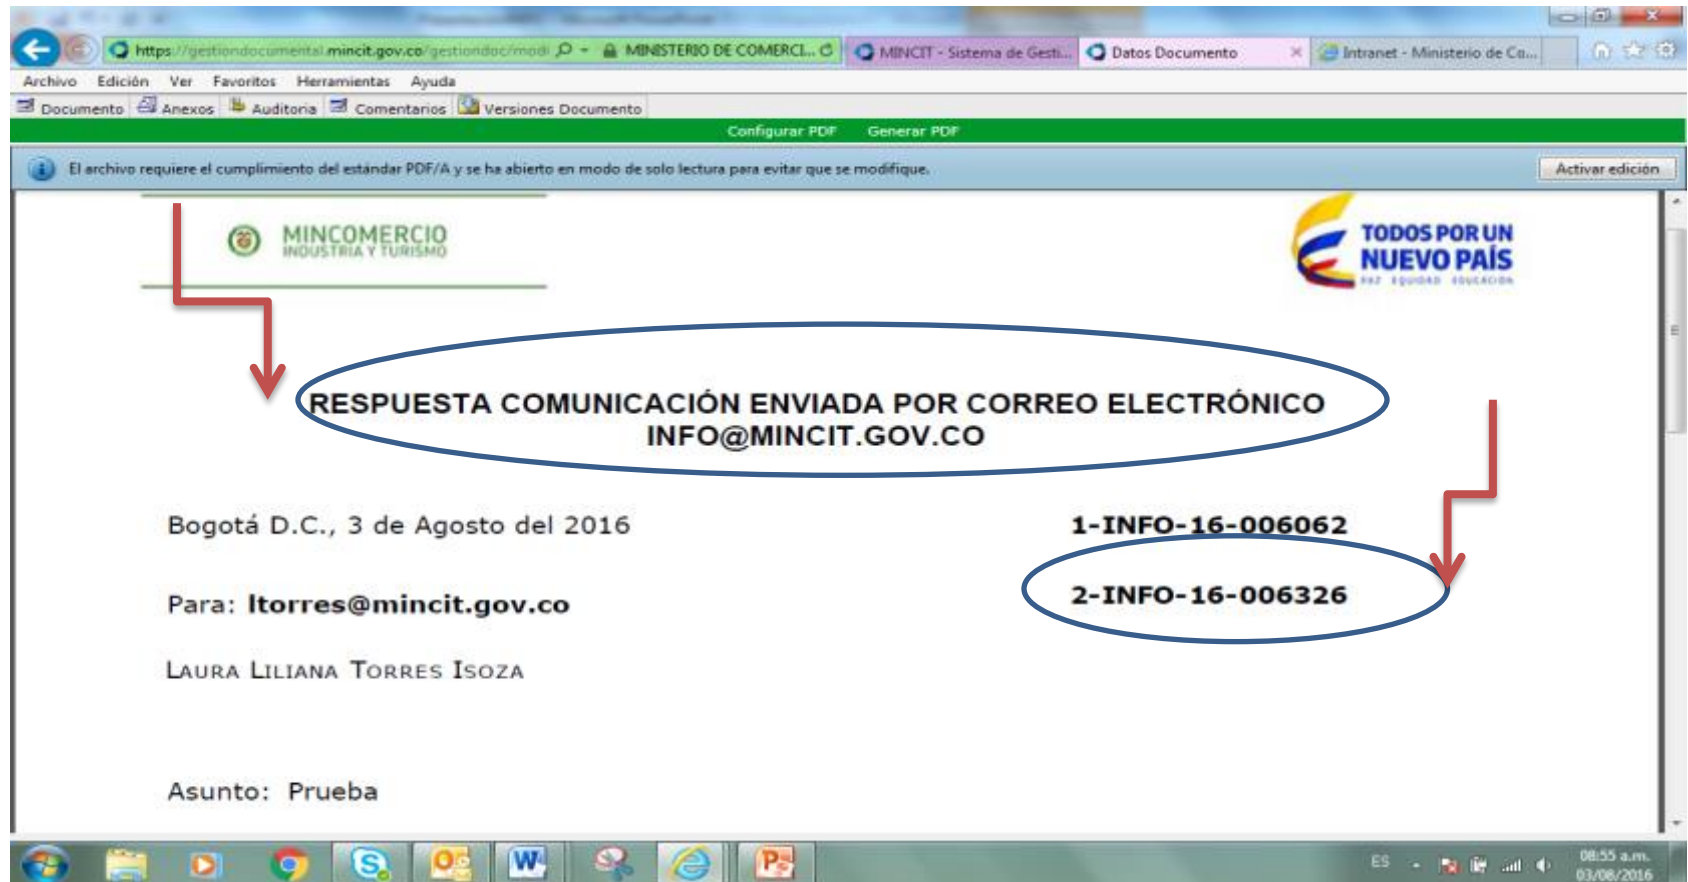 https://gestiondocumental.mincit.gov.co/gestiondoc/modi
MINISTERIO DE COMERCI...
MINCIT - Sistema de Gesti...
Datos Documento
Intranet - Ministerio de Co...
Archivo Edición Ver Favoritos Herramientas Ayuda
Documento Anexos Auditoria Comentarios Versiones Documento
Configurar PDF Generar PDF
El archivo requiere el cumplimiento del estándar PDF/A y se ha abierto en modo de solo lectura para evitar que se modifique.
Activar edición
MINCOMERCIO
INDUSTRIA Y TURISMO
TODOS POR UN
NUEVO PAÍS
PAZ EQUIDAD EDUCACIÓN
RESPUESTA COMUNICACIÓN ENVIADA POR CORREO ELECTRÓNICO
INFO@MINCIT.GOV.CO
Bogotá D.C., 3 de Agosto del 2016
1-INFO-16-006062
2-INFO-16-006326
Para: ltorres@mincit.gov.co
LAURA LILIANA TORRES ISOZA
Asunto: Prueba
ES
08:55 a.m.
03/08/2016